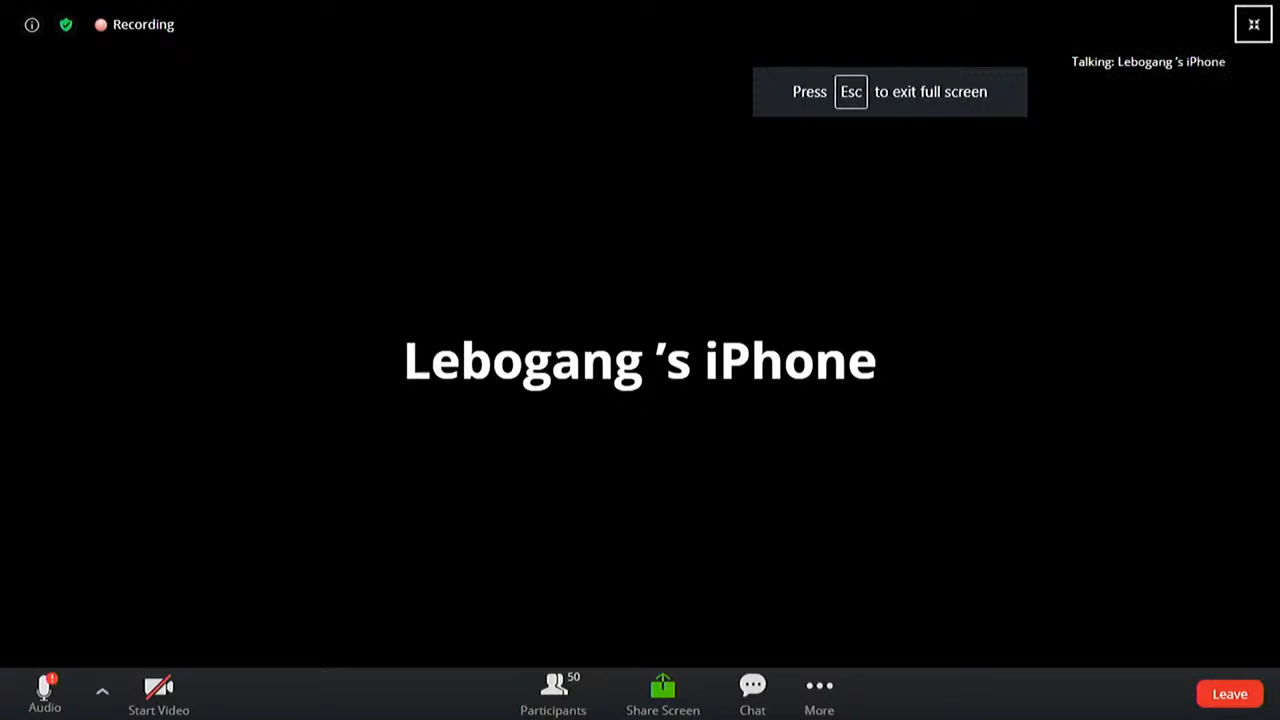 Recording
Talking: Lebogang 's iPhone
Press Esc to exit full screen
Lebogang 's iPhone
50
Audio
Start Video
Participants
Share Screen
Chat
More
Leave